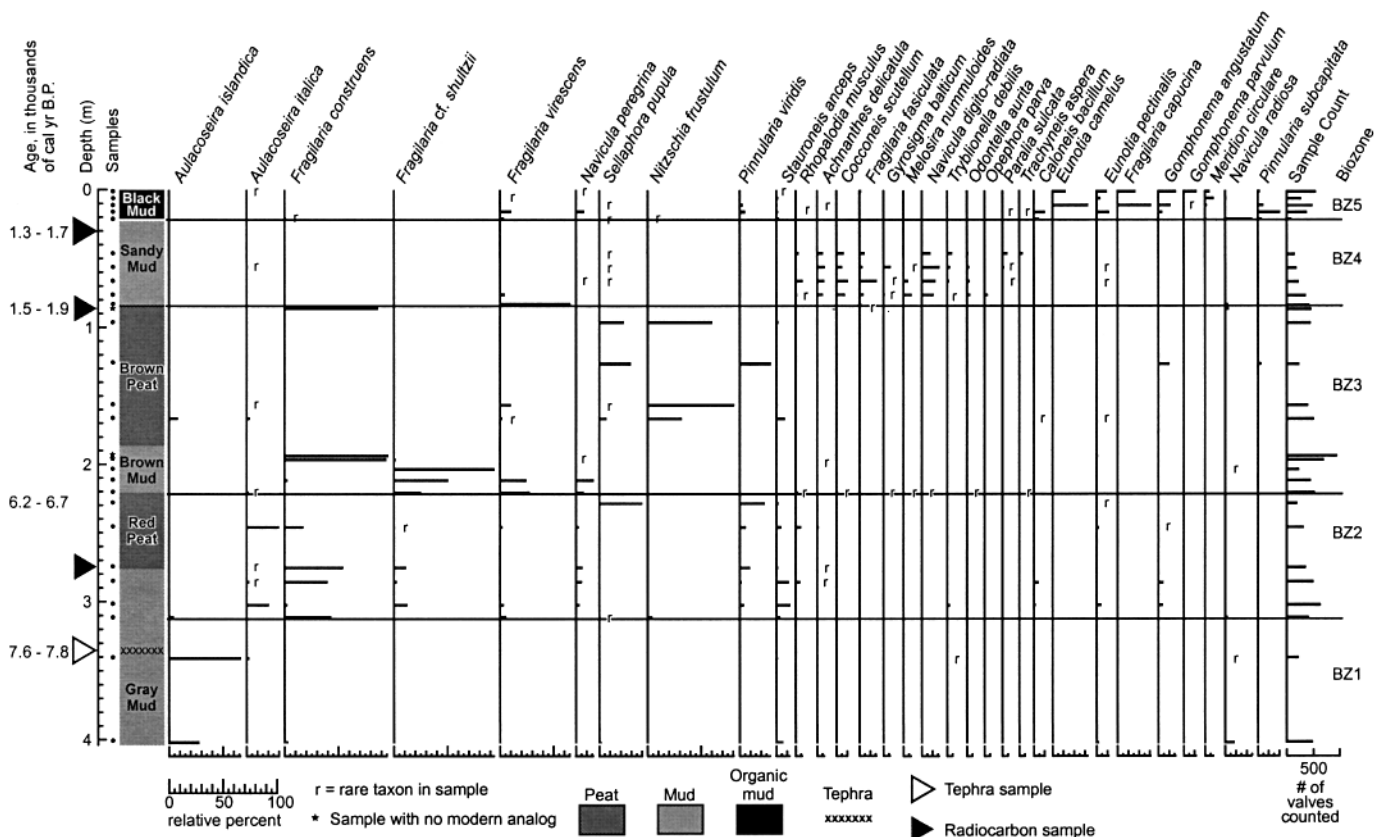 Age, in thousands
of cal yr B.P.
Depth (m)
Samples
Aulacoseira islandica
Aulacoseira italica
Fragilaria construens
Fragilaria cf. shultzii
Fragilaria virescens
Navicula peregrina
Sellaphora pupula
Nitzschia frustulum
Pinnularia viridis
Stauroneis anceps
Rhopalodia musculus
Achnanthes delicatula
Cocconeis scutellum
Fragilaria fasiculata
Gyrosigma balticum
Melosira nummuloides
Navicula digito-radiata
Tryblionella debilis
Odontella aurita
Opephora parva
Paralia sulcata
Trachyneis aspera
Caloneis bacillum
Eunotia camelus
Eunotia pectinalis
Fragilaria capucina
Gomphonema angustatum
Gomphonema parvulum
Meridion circulare
Navicula radiosa
Pinnularia subcapitata
Sample Count
Biozone
0
Black
Mud
r r r r r r r r r r r r r r
BZ5
1.3 - 1.7
Sandy
Mud
r r r r r r r r r r r r r
BZ4
1.5 - 1.9
r
1
Brown
Peat
r r r r r
BZ3
2
Brown
Mud
r r r
6.2 - 6.7
r r r r r r r r
Red
Peat
r r r
BZ2
r r
r r
3
r
7.6 - 7.8
xxxxxxx
r r
Gray
Mud
BZ1
4
0 50 100
relative percent
r = rare taxon in sample
* Sample with no modern analog
Peat
Mud
Organic
mud
Tephra
xxxxxxx
Tephra sample
Radiocarbon sample
500
# of
valves
counted